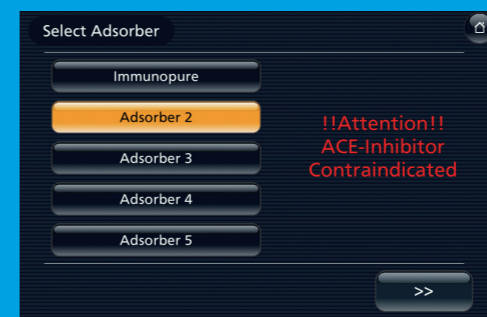 Select Adsorber
Immunopure
Adsorber 2
Adsorber 3
Adsorber 4
Adsorber 5
!!Attention!!
ACE-Inhibitor
Contraindicated
>>